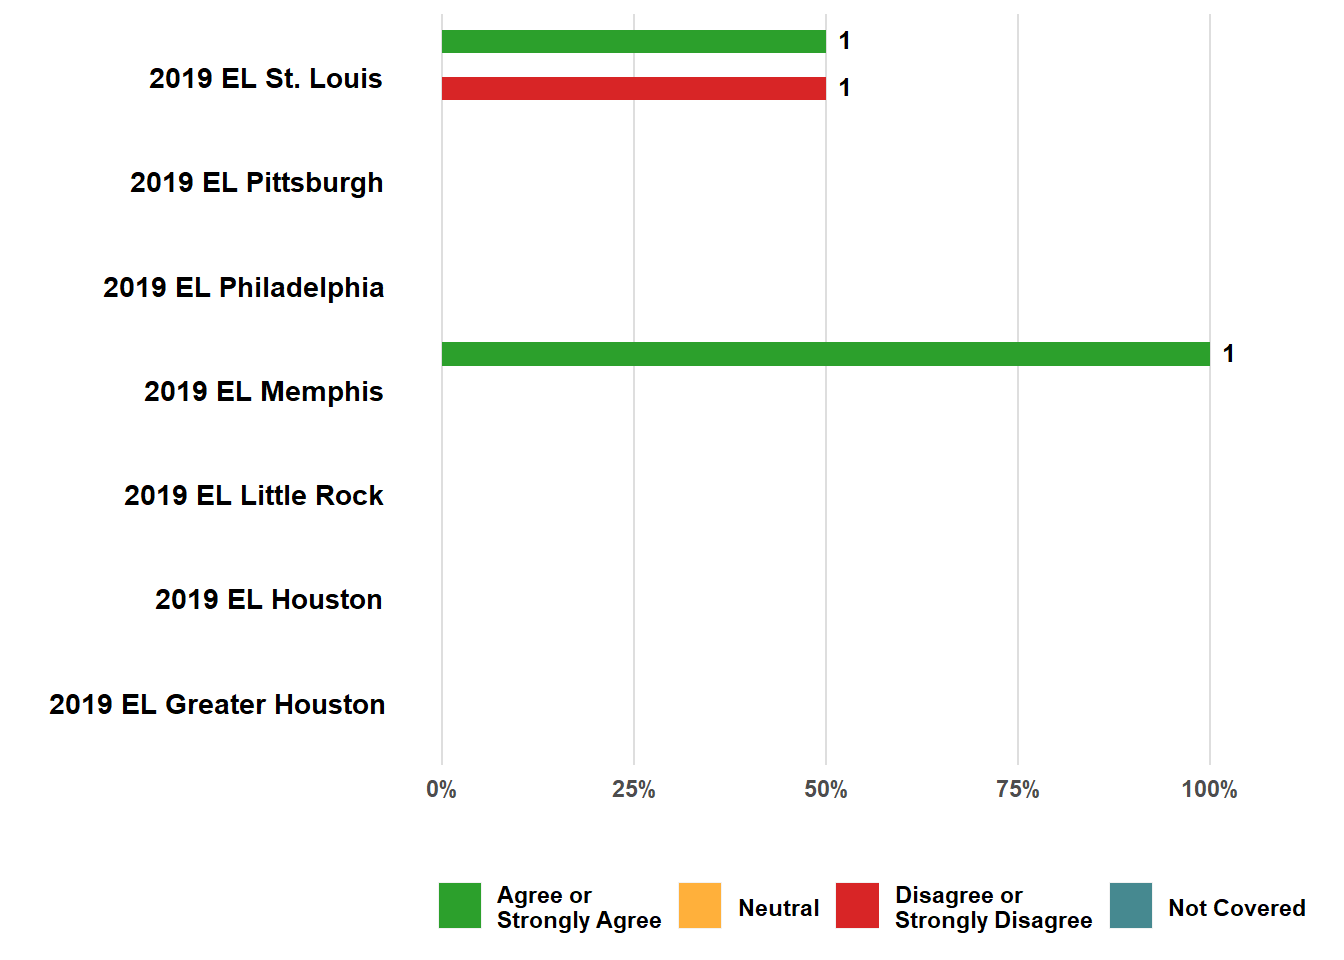 1
2019 EL St. Louis
1
2019 EL Pittsburgh
2019 EL Philadelphia
1
2019 EL Memphis
2019 EL Little Rock
2019 EL Houston
2019 EL Greater Houston
0% 25% 50% 75% 100%
Agree or
Strongly Agree
Neutral
Disagree or
Strongly Disagree
Not Covered